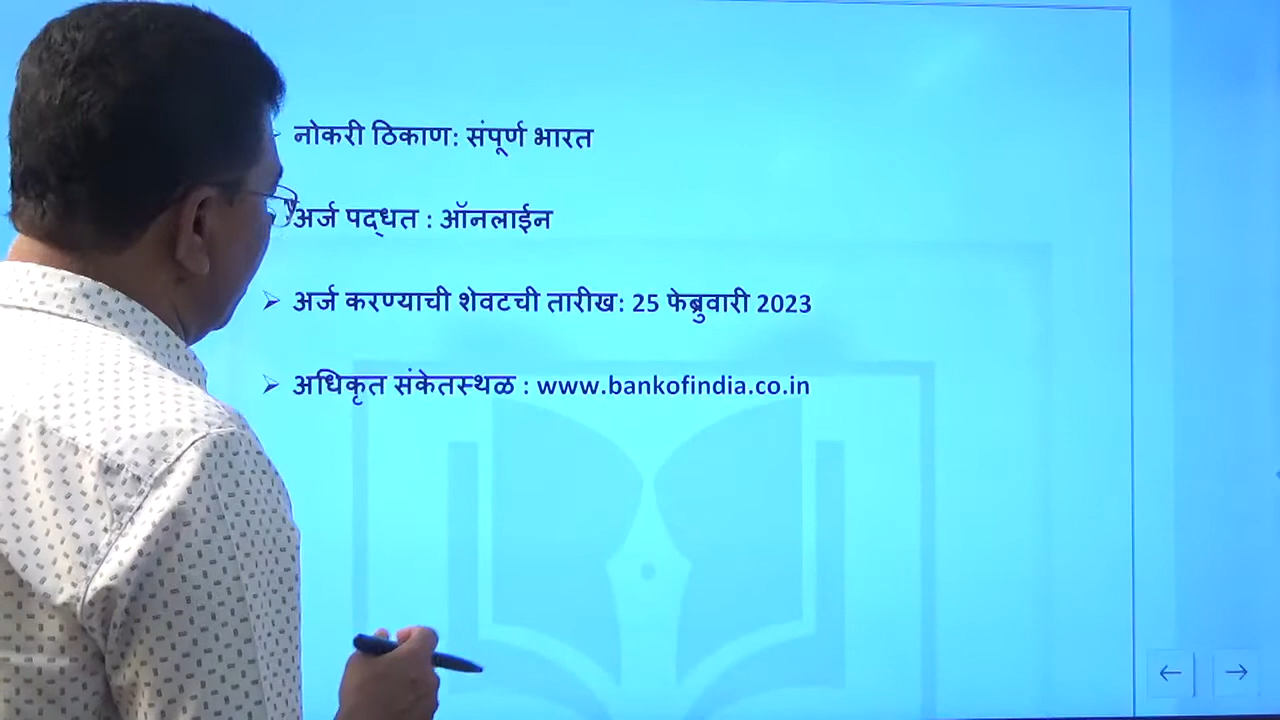 नोकरी ठिकाण: संपूर्ण भारत
अर्ज पद्धत : ऑनलाईन
अर्ज करण्याची शेवटची तारीख: 25 फेब्रुवारी 2023
अधिकृत संकेतस्थळ : www.bankofindia.co.in